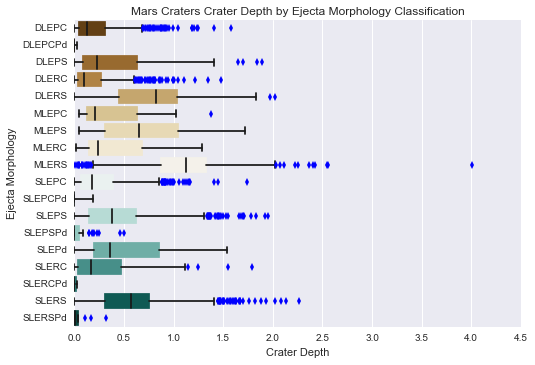 Mars Craters Crater Depth by Ejecta Morphology Classification
Ejecta Morphology
DLEPC
DLEPCPd
DLEPS
DLERC
DLERS
MLEPC
MLEPS
MLERC
MLERS
SLEPC
SLEPCPd
SLEPS
SLEPSPd
SLEPd
SLERC
SLERCPd
SLERS
SLERSPd
0.0 0.5 1.0 1.5 2.0 2.5 3.0 3.5 4.0 4.5
Crater Depth